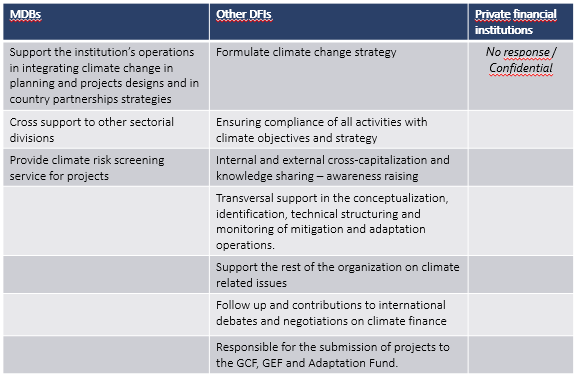 MDBs
Other DFIs
Private financial
institutions
Support the institution's operations
in integrating climate change in
planning and projects designs and in
country partnerships strategies
Formulate climate change strategy
No response /
Confidential
Cross support to other sectorial
divisions
Ensuring compliance of all activities with
climate objectives and strategy
Provide climate risk screening
service for projects
Internal and external cross-capitalization and
knowledge sharing – awareness raising
Transversal support in the conceptualization,
identification, technical structuring and
monitoring of mitigation and adaptation
operations.
Support the rest of the organization on climate
related issues
Follow up and contributions to international
debates and negotiations on climate finance
Responsible for the submission of projects to
the GCF, GEF and Adaptation Fund.